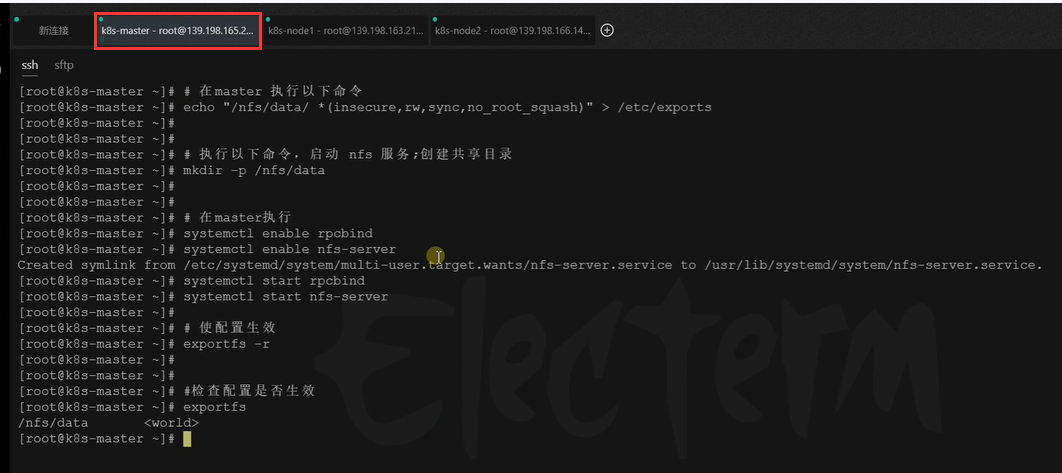 新连接
k8s-master - root@139.198.165.2...
k8s-node1 - root@139.198.163.21...
k8s-node2 - root@139.198.166.14...
ssh sftp
[root@k8s-master ~]# # 在master 执行以下命令
[root@k8s-master ~]# echo "/nfs/data/ *(insecure,rw,sync,no_root_squash)" > /etc/exports
[root@k8s-master ~]#
[root@k8s-master ~]#
[root@k8s-master ~]# # 执行以下命令，启动 nfs 服务;创建共享目录
[root@k8s-master ~]# mkdir -p /nfs/data
[root@k8s-master ~]#
[root@k8s-master ~]#
[root@k8s-master ~]# # 在master执行
[root@k8s-master ~]# systemctl enable rpcbind
[root@k8s-master ~]# systemctl enable nfs-server
Created symlink from /etc/systemd/system/multi-user.target.wants/nfs-server.service to /usr/lib/systemd/system/nfs-server.service.
[root@k8s-master ~]# systemctl start rpcbind
[root@k8s-master ~]# systemctl start nfs-server
[root@k8s-master ~]#
[root@k8s-master ~]# # 使配置生效
[root@k8s-master ~]# exportfs -r
[root@k8s-master ~]#
[root@k8s-master ~]#
[root@k8s-master ~]# #检查配置是否生效
[root@k8s-master ~]# exportfs
/nfs/data <world>
[root@k8s-master ~]#
Electerm